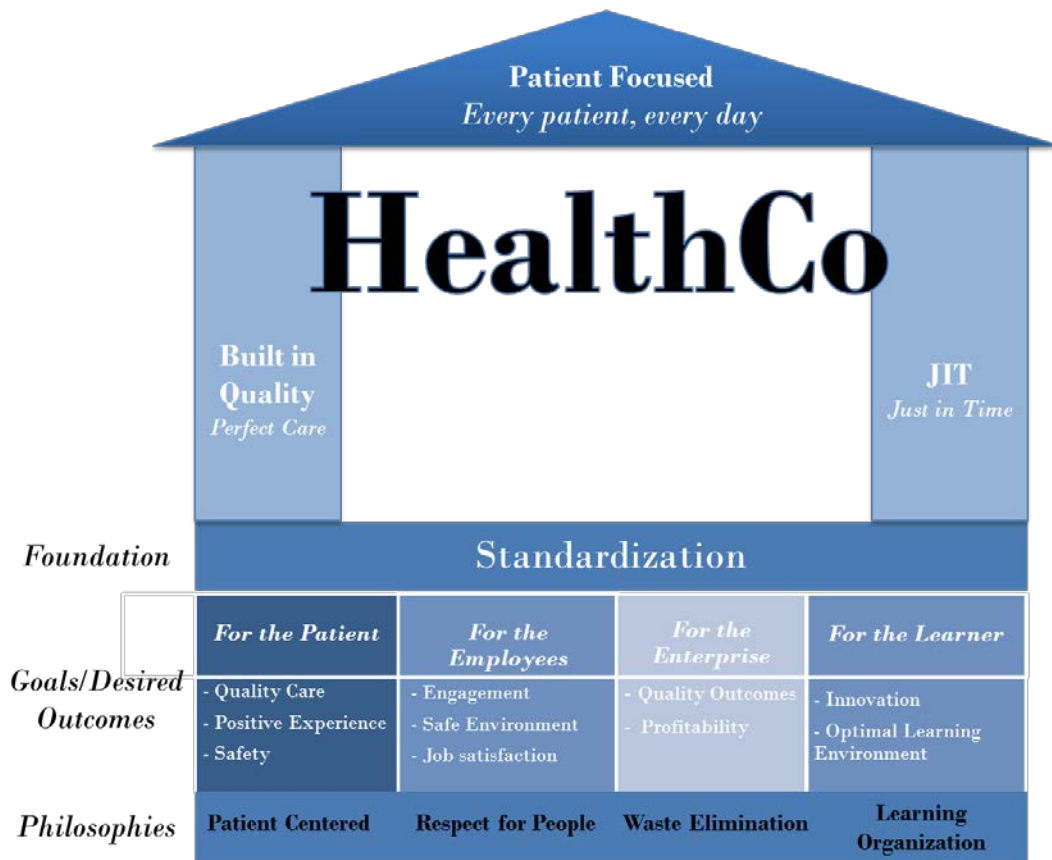 Patient Focused
Every patient, every day
HealthCo
Built in
Quality
Perfect Care
JIT
Just in Time
Foundation
Standardization
For the Patient
For the
Employees
For the
Enterprise
For the Learner
Goals/Desired
Outcomes
- Quality Care
- Positive Experience
- Safety
- Engagement
- Safe Environment
- Job satisfaction
- Quality Outcomes
- Profitability
- Innovation
- Optimal Learning
Environment
Philosophies
Patient Centered
Respect for People
Waste Elimination
Learning
Organization